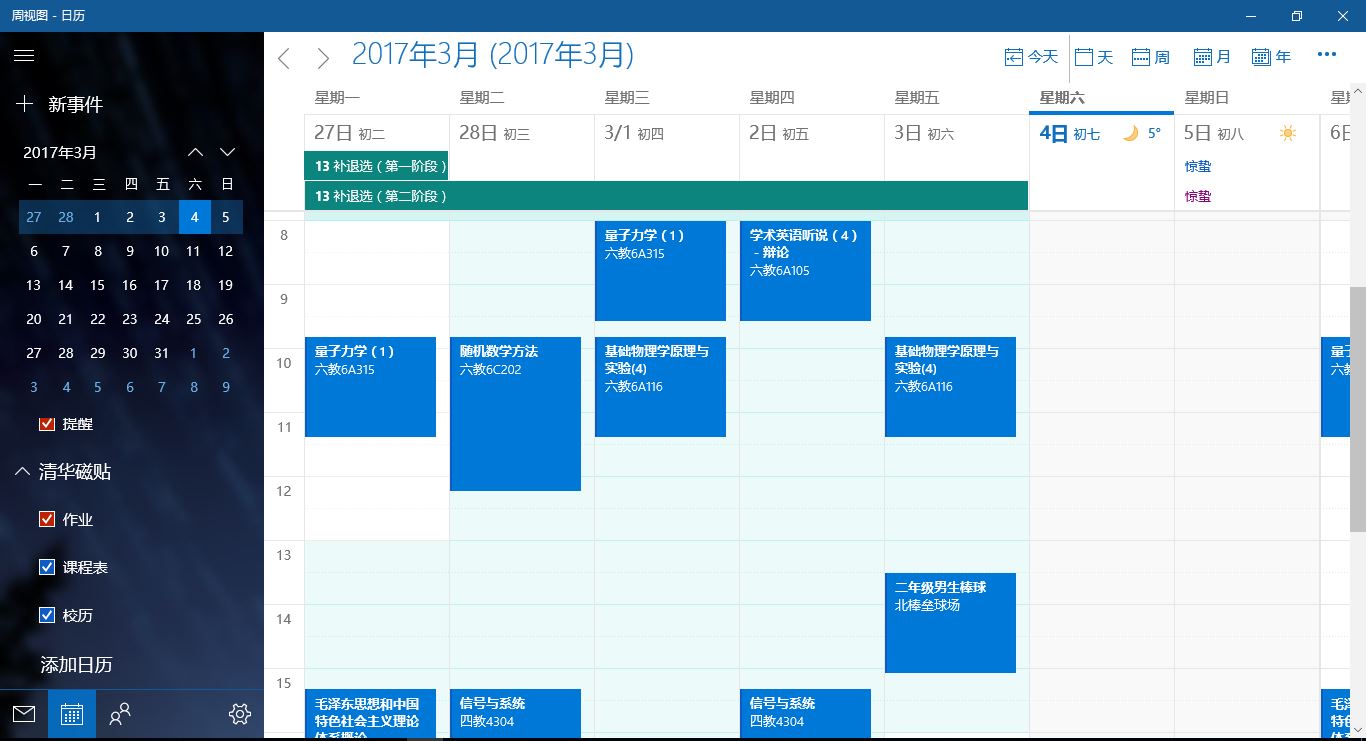 周视图 - 日历
新事件
2017年3月
一 二 三 四 五 六 日
27 28 1 2 3 4 5
6 7 8 9 10 11 12
13 14 15 16 17 18 19
20 21 22 23 24 25 26
27 28 29 30 31 1 2
3 4 5 6 7 8 9
提醒
清华磁贴
作业
课程表
校历
添加日历
2017年3月 (2017年3月)
今天 天 周 月 年
星期一 星期二 星期三 星期四 星期五 星期六 星期日
27日 初二 28日 初三 3/1 初四 2日 初五 3日 初六 4日 初七 5° 5日 初八
13 补退选 ( 第一阶段 )
13 补退选 ( 第二阶段 )
惊蛰
惊蛰
8
量子力学 ( 1 )
六教6A315
学术英语听说 ( 4 )
- 辩论
六教6A105
9
10
量子力学 ( 1 )
六教6A315
随机数学方法
六教6C202
基础物理学原理与
实验(4)
六教6A116
基础物理学原理与
实验(4)
六教6A116
11
12
13
二年级男生棒球
北棒垒球场
14
15
毛泽东思想和中国
特色社会主义理论
体系概论
信号与系统
四教4304
信号与系统
四教4304